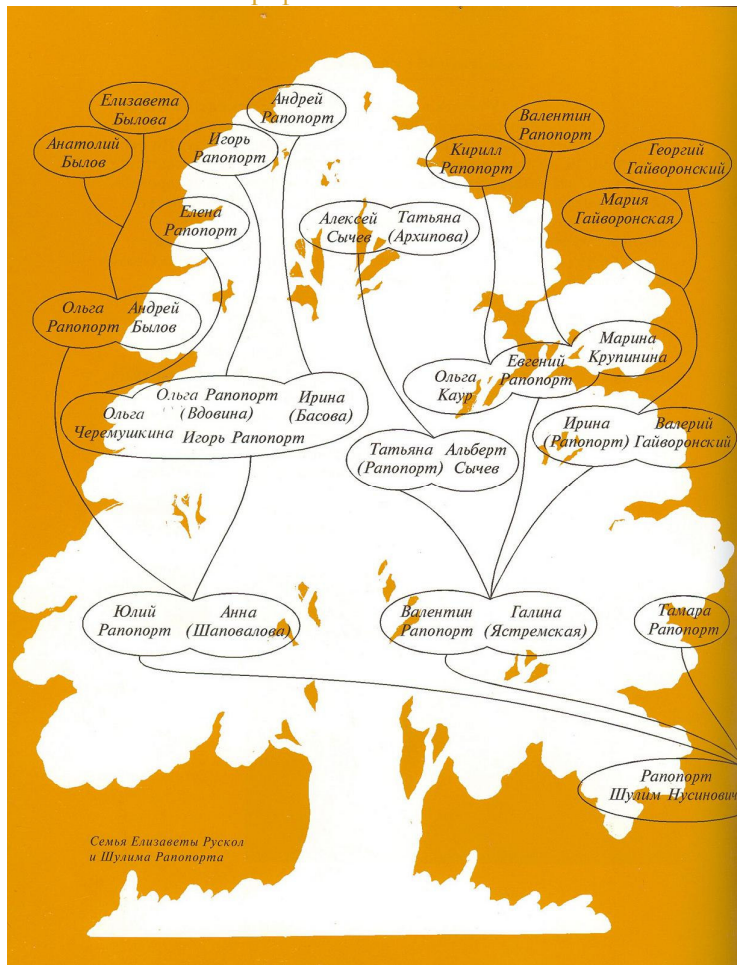 Елизавета
Былова
Андрей
Рапопорт
Валентин
Рапопорт
Анатолий
Былов
Игорь
Рапопорт
Кирилл
Рапопорт
Георгий
Гайворонский
Елена
Рапопорт
Алексей
Сычев
Татьяна
(Архипова)
Мария
Гайворонская
Ольга
Рапопорт
Андрей
Былов
Ольга
Каур
Евгений
Рапопорт
Марина
Крупинина
Ольга
Черемушкина
Ольга Рапопорт
(Вдовина)
Игорь Рапопорт
Ирина
(Басова)
Татьяна
(Рапопорт)
Альберт
Сычев
Ирина
(Рапопорт)
Валерий
Гайворонский
Юлий
Рапопорт
Анна
(Шаповалова)
Валентин
Рапопорт
Галина
(Ястремская)
Тамара
Рапопорт
Рапопорт
Шулим Нусинович
Семья Елизаветы Рускол
и Шулима Рапопорта